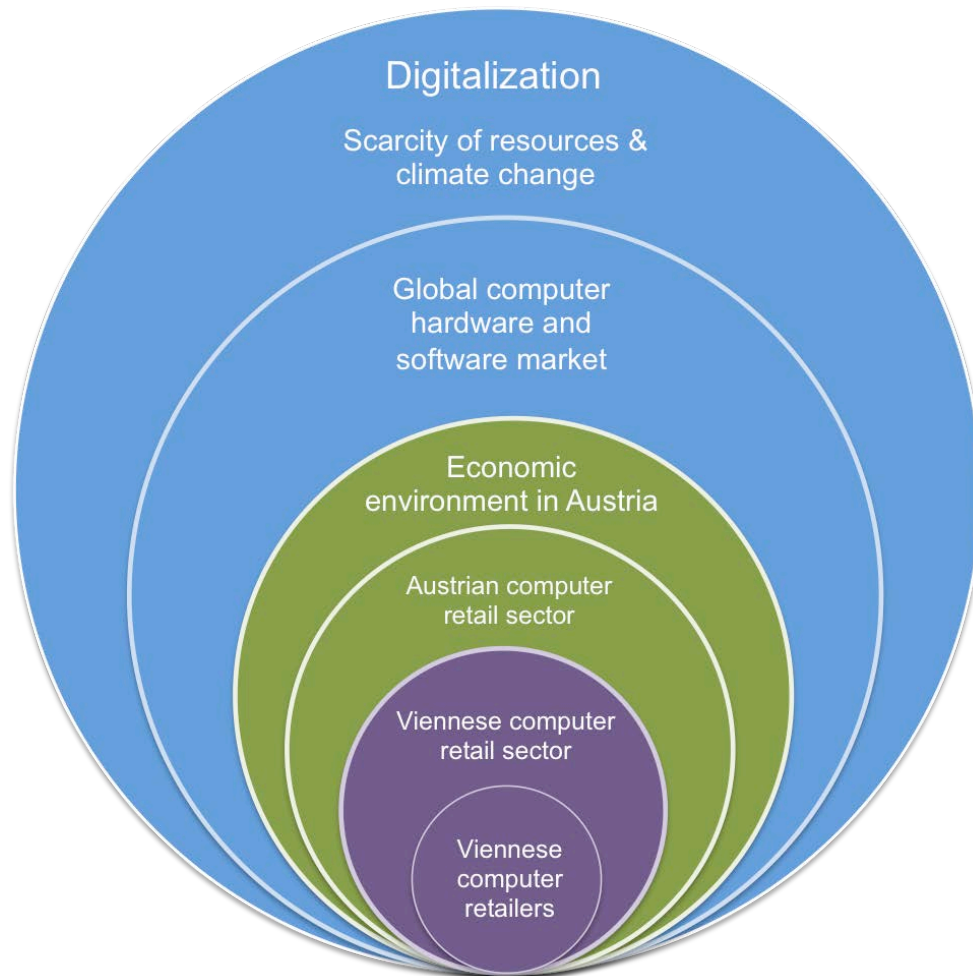 Digitalization
Scarcity of resources &
climate change
Global computer
hardware and
software market
Economic
environment in Austria
Austrian computer
retail sector
Viennese computer
retail sector
Viennese
computer
retailers